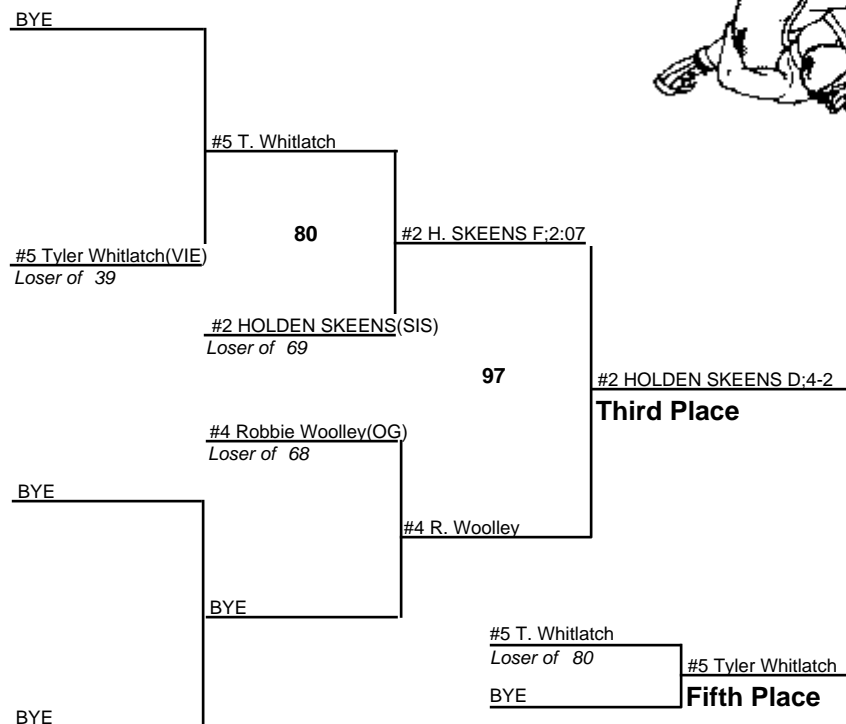 BYE
#5 T. Whitlatch
80
#2 H. SKEENS F;2:07
#5 Tyler Whitlatch(VIE)
Loser of 39
#2 HOLDEN SKEENS(SIS)
Loser of 69
97
#2 HOLDEN SKEENS D;4-2
Third Place
#4 Robbie Woolley(OG)
Loser of 68
BYE
#4 R. Woolley
BYE
#5 T. Whitlatch
Loser of 80
#5 Tyler Whitlatch
BYE
Fifth Place
BYE